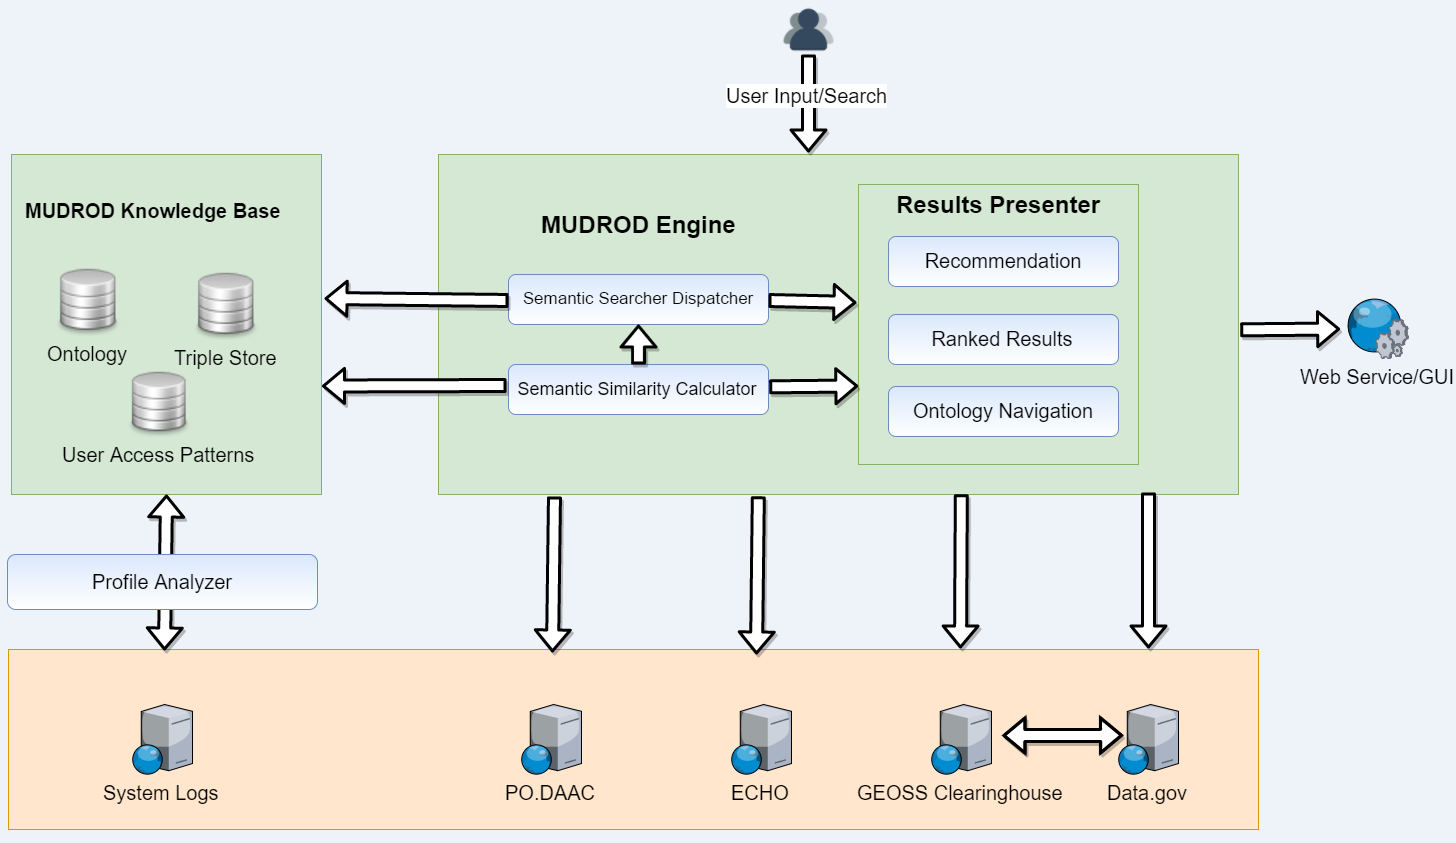 User Input/Search
MUDROD Knowledge Base
Ontology
Triple Store
User Access Patterns
MUDROD Engine
Semantic Searcher Dispatcher
Semantic Similarity Calculator
Results Presenter
Recommendation
Ranked Results
Ontology Navigation
Web Service/GUI
Profile Analyzer
System Logs
PO.DAAC
ECHO
GEOSS Clearinghouse
Data.gov